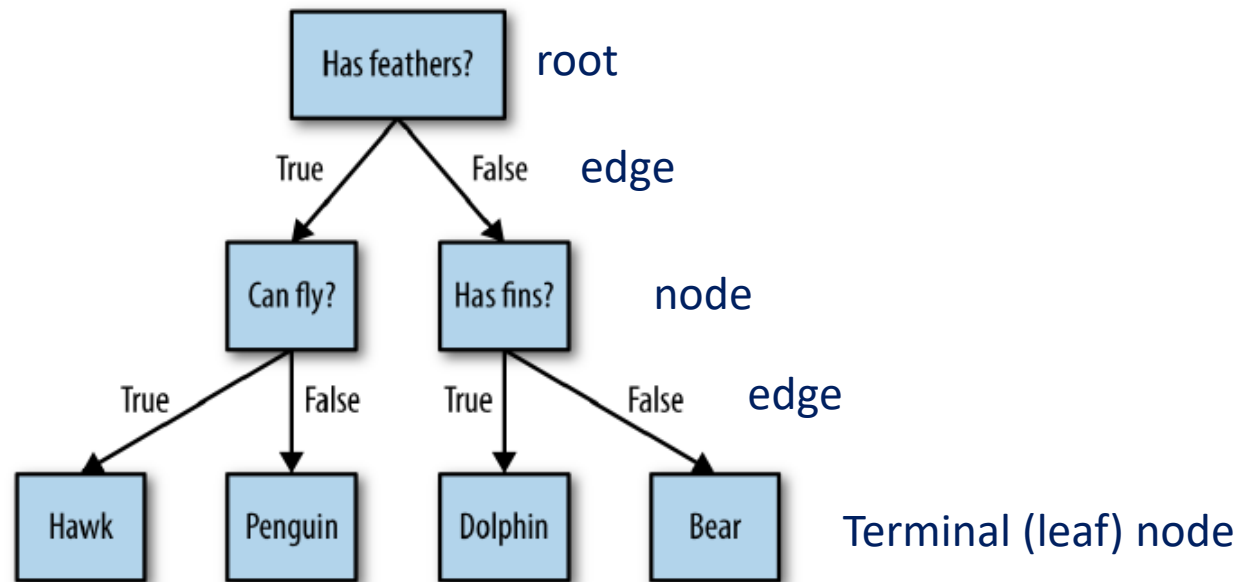 Has feathers? root
True False edge
Can fly? Has fins? node
True False True False edge
Hawk Penguin Dolphin Bear Terminal (leaf) node